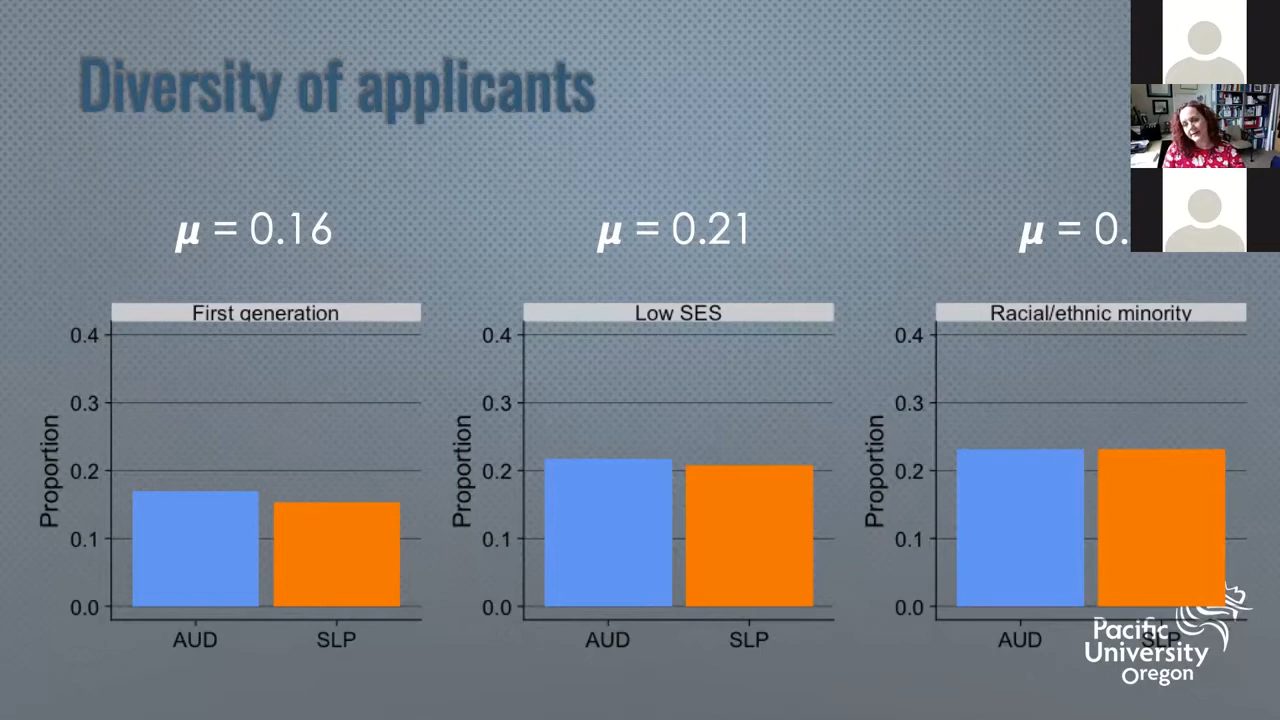 Diversity of applicants
μ = 0.16
μ = 0.21
μ = 0.
First generation
0.4
0.3
0.2
0.1
0.0
Proportion
AUD SLP
Low SES
0.4
0.3
0.2
0.1
0.0
Proportion
AUD SLP
Racial/ethnic minority
0.4
0.3
0.2
0.1
0.0
Proportion
AUD SLP
Pacific
University
Oregon